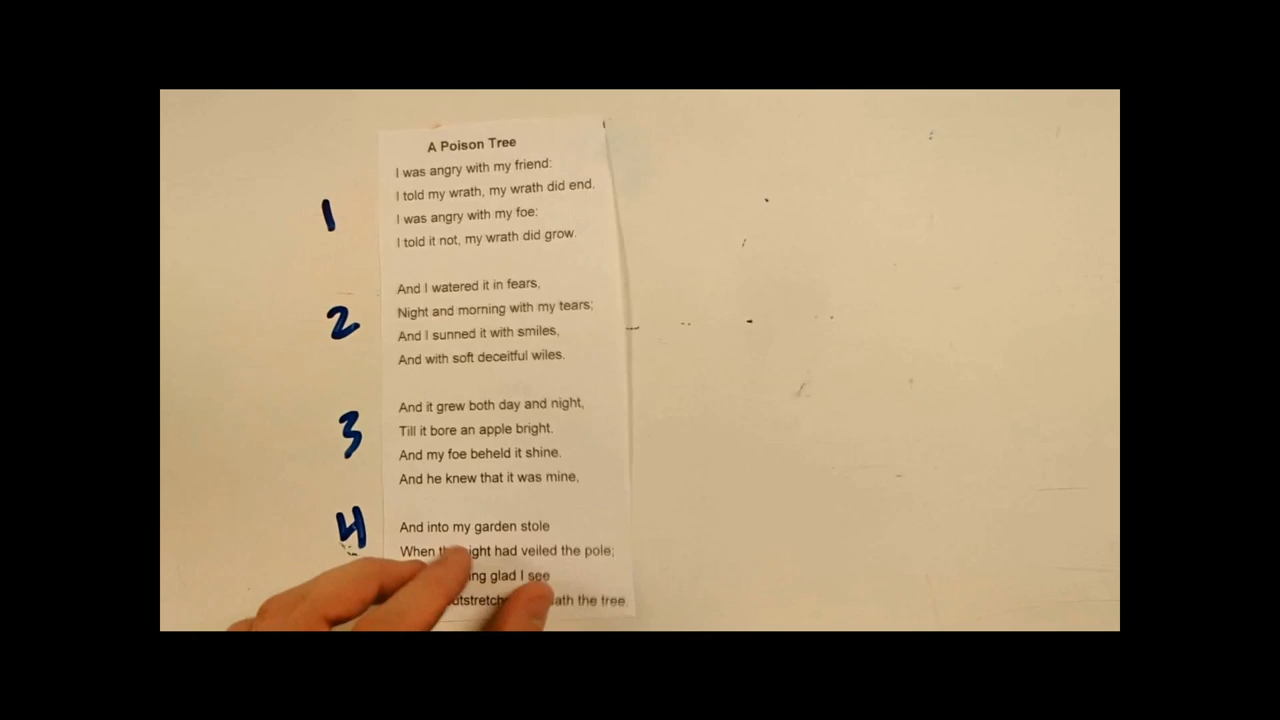 A Poison Tree
I was angry with my friend:
I told my wrath, my wrath did end.
1
I was angry with my foe:
I told it not, my wrath did grow.
And I watered it in fears,
2
Night and morning with my tears;
And I sunned it with smiles,
And with soft deceitful wiles.
And it grew both day and night,
3
Till it bore an apple bright.
And my foe beheld it shine.
And he knew that it was mine,
4
And into my garden stole
When had veiled the pole;
glad I see
the tree.